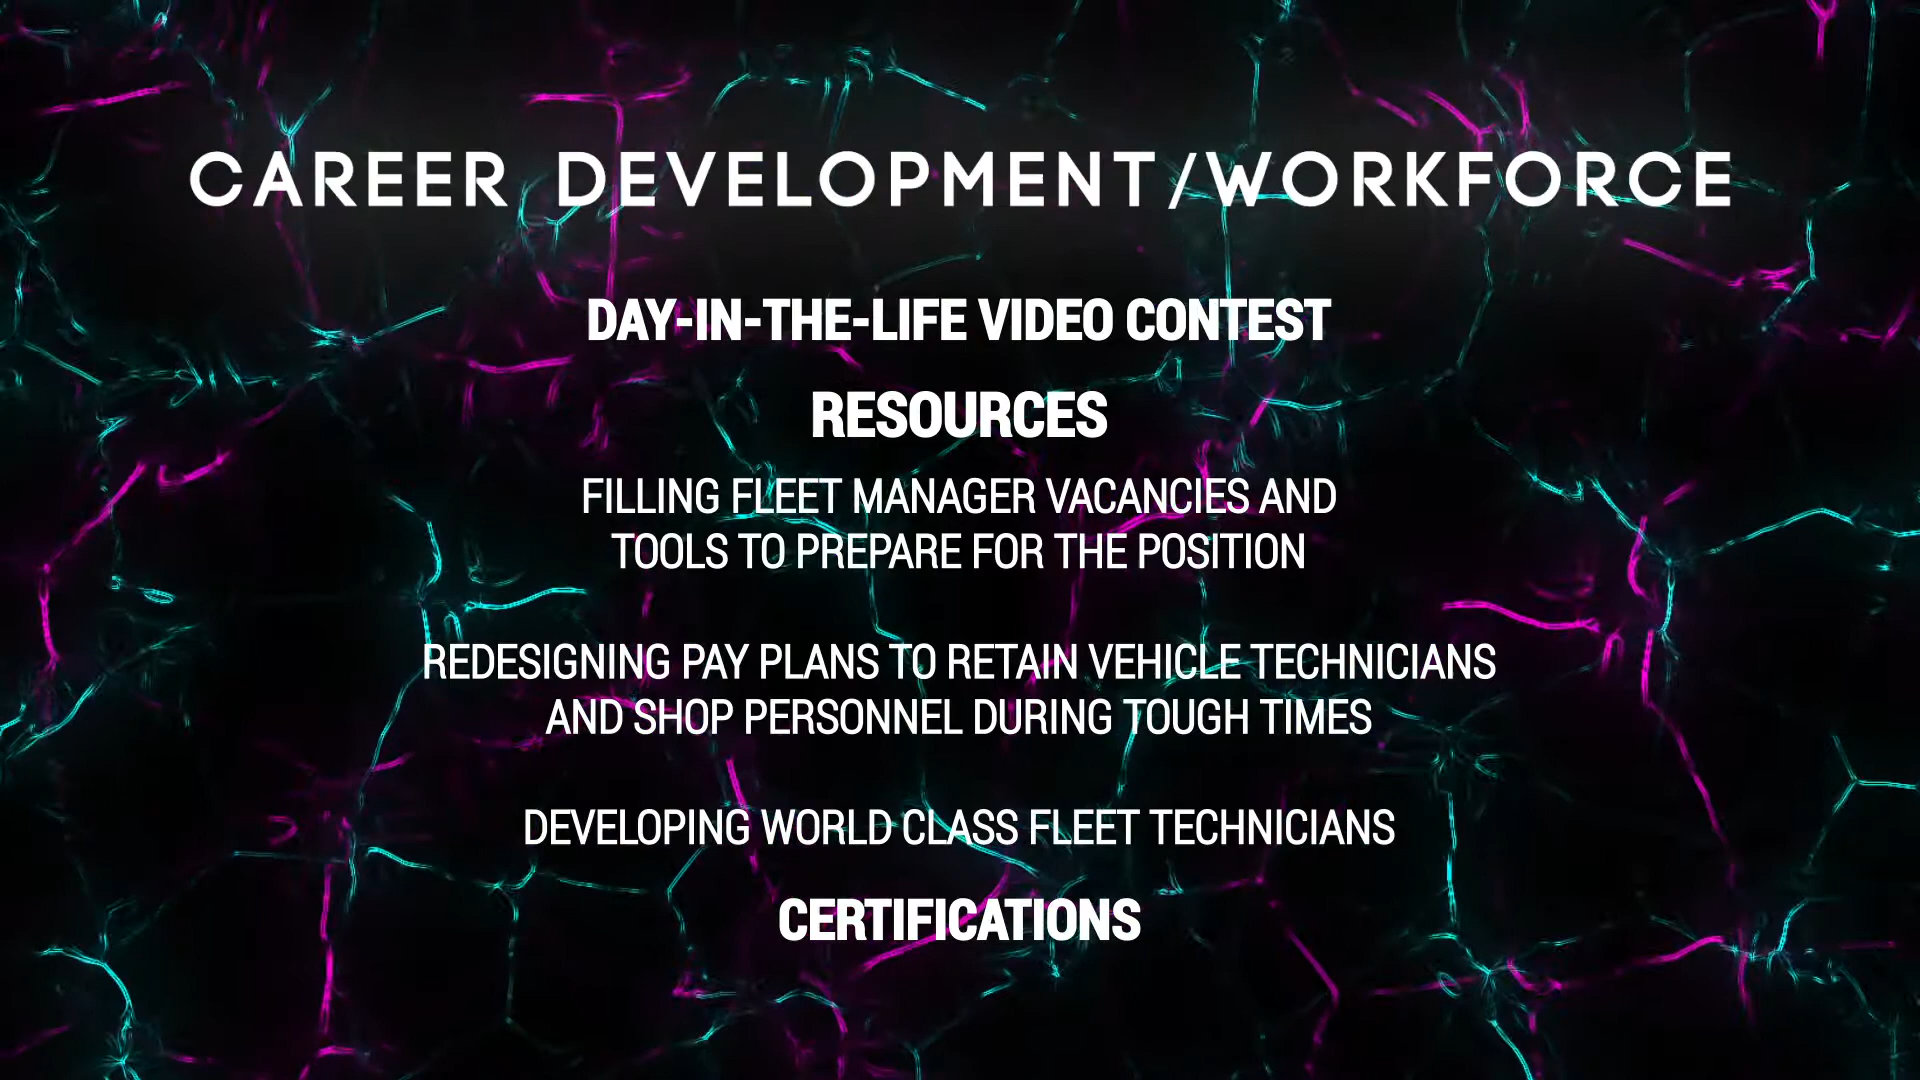 CAREER DEVELOPMENT/WORKFORCE
DAY-IN-THE-LIFE VIDEO CONTEST
RESOURCES
FILLING FLEET MANAGER VACANCIES AND
TOOLS TO PREPARE FOR THE POSITION
REDESIGNING PAY PLANS TO RETAIN VEHICLE TECHNICIANS
AND SHOP PERSONNEL DURING TOUGH TIMES
DEVELOPING WORLD CLASS FLEET TECHNICIANS
CERTIFICATIONS